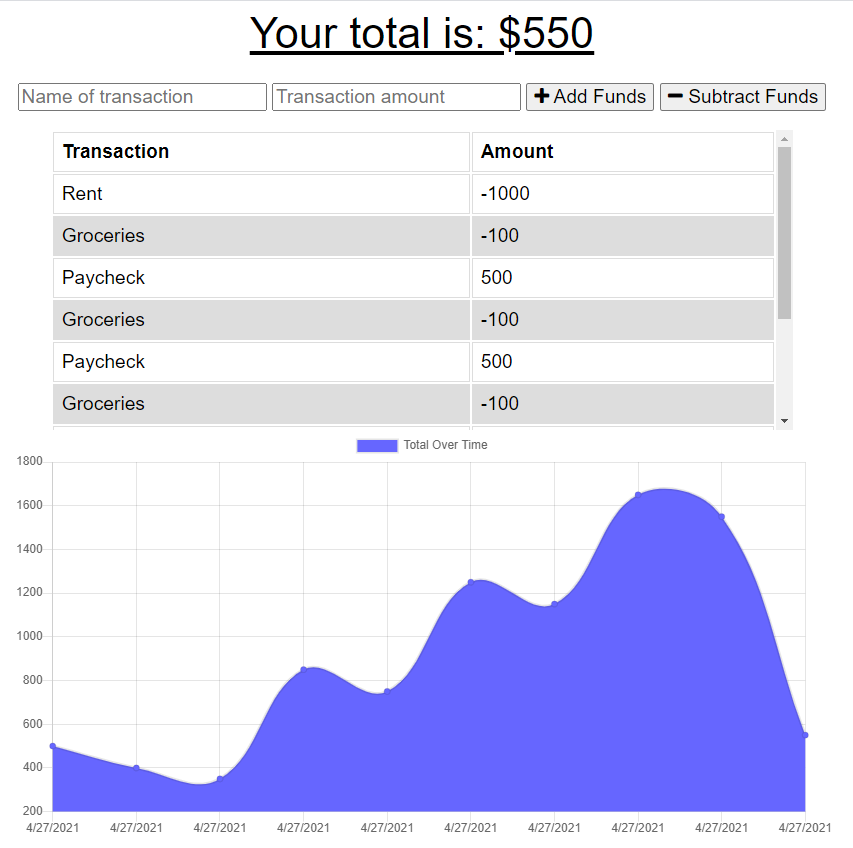 Your total is: $550
Name of transaction Transaction amount Add Funds Subtract Funds
Transaction Amount
Rent -1000
Groceries -100
Paycheck 500
Groceries -100
Paycheck 500
Groceries -100
Total Over Time
1800
1600
1400
1200
1000
800
600
400
200
4/27/2021 4/27/2021 4/27/2021 4/27/2021 4/27/2021 4/27/2021 4/27/2021 4/27/2021 4/27/2021 4/27/2021